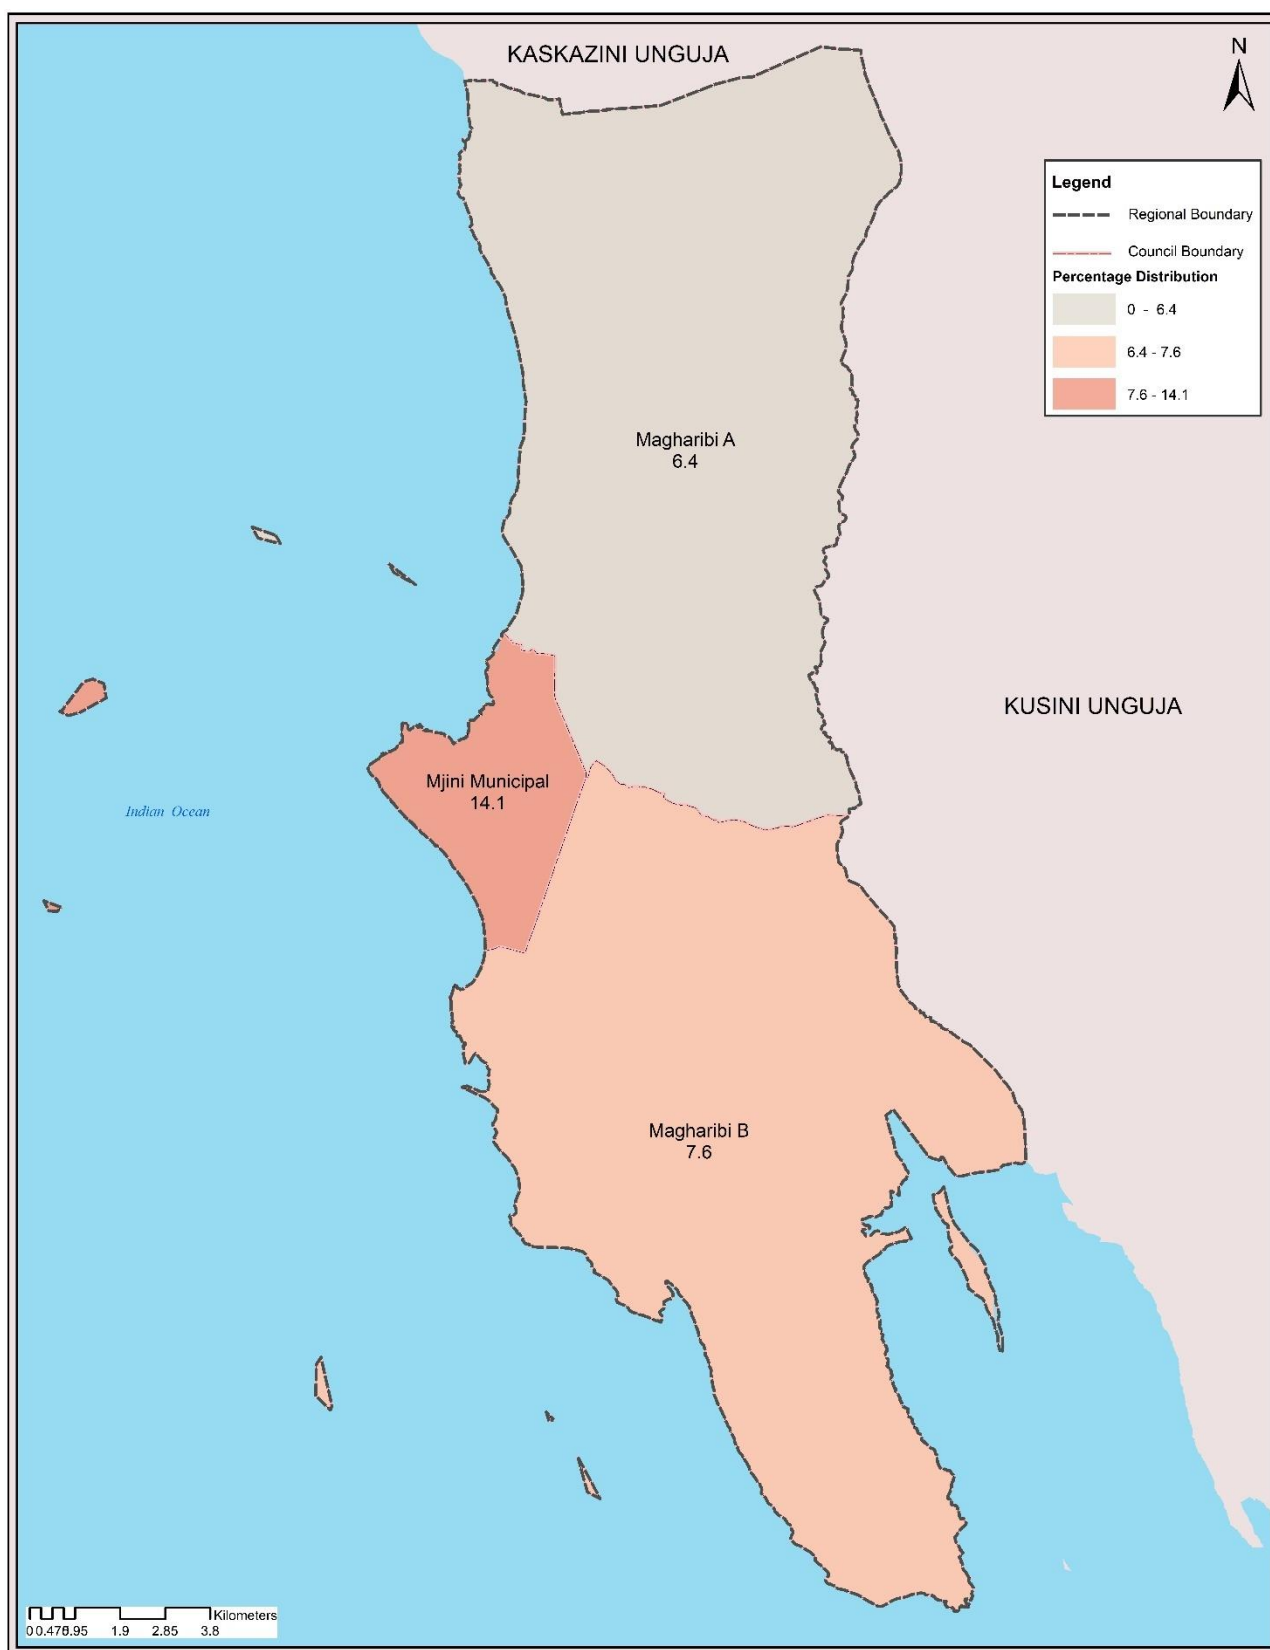 KASKAZINI UNGUJA
N
Legend
Regional Boundary
Council Boundary
Percentage Distribution
0 - 6.4
6.4 - 7.6
7.6 - 14.1
Magharibi A
6.4
KUSINI UNGUJA
Mjini Municipal
14.1
Indian Ocean
Magharibi B
7.6
Kilometers
1.9 2.85 3.8